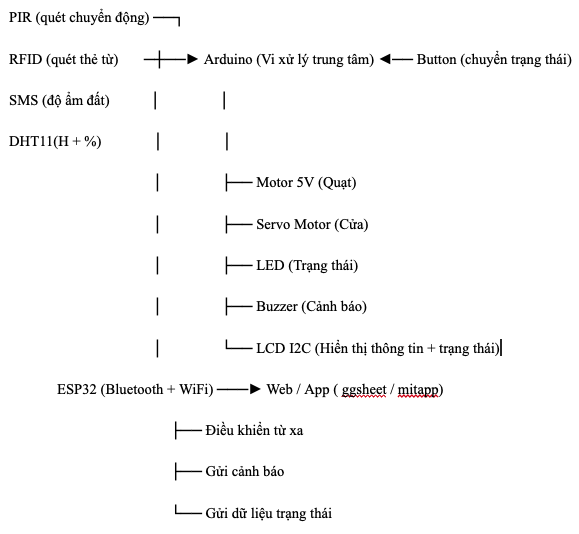 PIR (quét chuyển động)
RFID (quét thẻ từ) Arduino (Vi xử lý trung tâm) Button (chuyển trạng thái)
SMS (độ ẩm đất)
DHT11(H + %)
Motor 5V (Quạt)
Servo Motor (Cửa)
LED (Trạng thái)
Buzzer (Cảnh báo)
LCD I2C (Hiển thị thông tin + trạng thái)
ESP32 (Bluetooth + WiFi) Web / App ( ggsheet / mitapp)
Điều khiển từ xa
Gửi cảnh báo
Gửi dữ liệu trạng thái